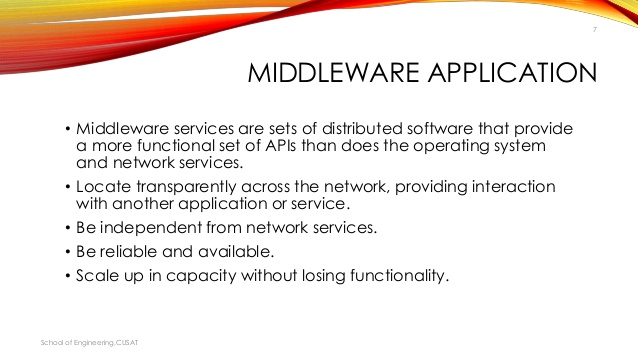 7
MIDDLEWARE APPLICATION
• Middleware services are sets of distributed software that provide
a more functional set of APIs than does the operating system
and network services.
• Locate transparently across the network, providing interaction
with another application or service.
• Be independent from network services.
• Be reliable and available.
• Scale up in capacity without losing functionality.
School of Engineering,CUSAT